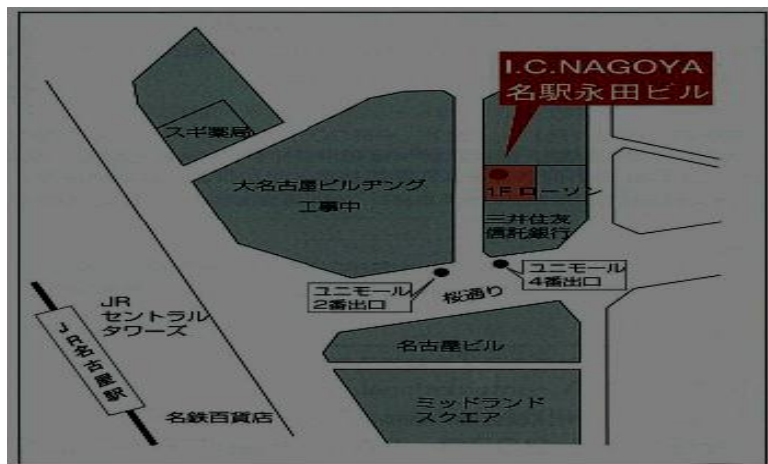 I.C.NAGOYA
名駅永田ビル
スギ薬局
大名古屋ビルヂング
工事中
1F ローソン
三井住友
信託銀行
ユニモール
2番出口
ユニモール
4番出口
桜通り
JR
セントラル
タワーズ
JR名古屋駅
名古屋ビル
名鉄百貨店
ミッドランド
スクエア